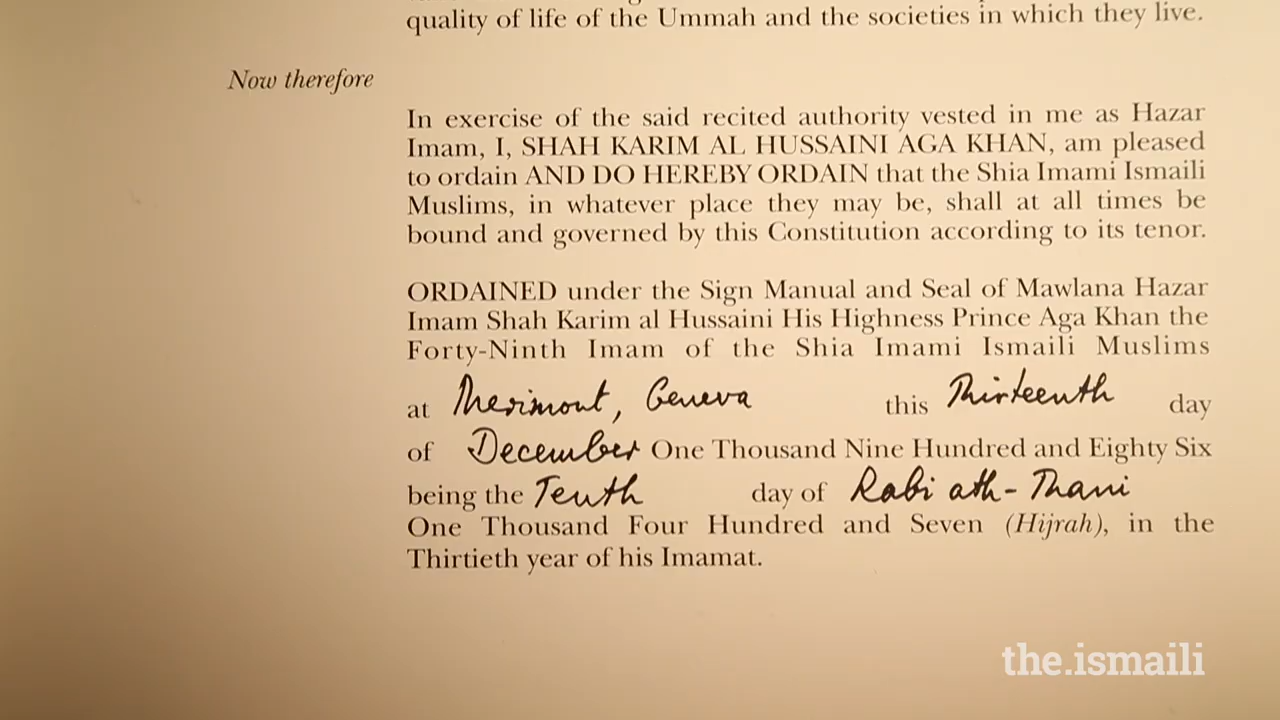 quality of life of the Ummah and the societies in which they live.
Now therefore
In exercise of the said recited authority vested in me as Hazar
Imam, I, SHAH KARIM AL HUSSAINI AGA KHAN, am pleased
to ordain AND DO HEREBY ORDAIN that the Shia Imami Ismaili
Muslims, in whatever place they may be, shall at all times be
bound and governed by this Constitution according to its tenor.
ORDAINED under the Sign Manual and Seal of Mawlana Hazar
Imam Shah Karim al Hussaini His Highness Prince Aga Khan the
Forty-Ninth Imam of the Shia Imami Ismaili Muslims
at Merimont, Geneva this Thirteenth day
of December One Thousand Nine Hundred and Eighty Six
being the Tenth day of Rabi ath-Thani
One Thousand Four Hundred and Seven (Hijrah), in the
Thirtieth year of his Imamat.
the.ismaili